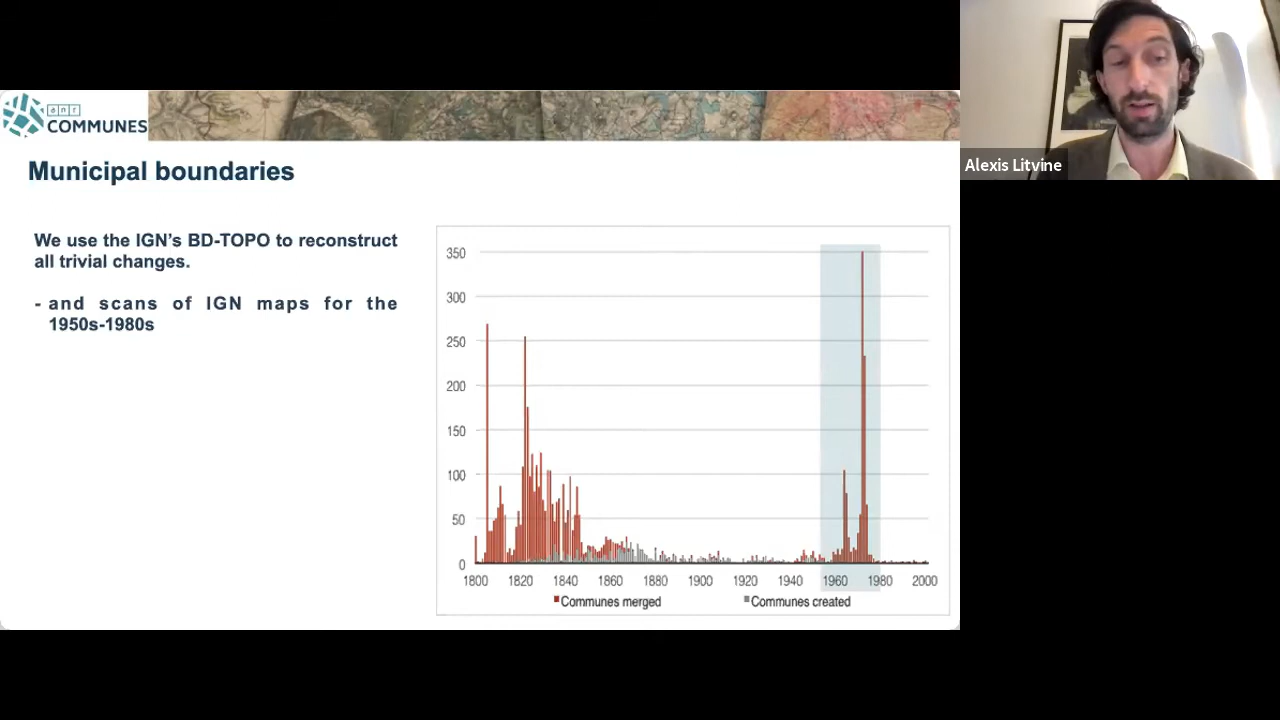 anr
COMMUNES
Municipal boundaries
We use the IGN's BD-TOPO to reconstruct
all trivial changes.
- and scans of IGN maps for the
1950s-1980s
350
300
250
200
150
100
50
0
1800 1820 1840 1860 1880 1900 1920 1940 1960 1980 2000
Communes merged Communes created
Alexis Litvine